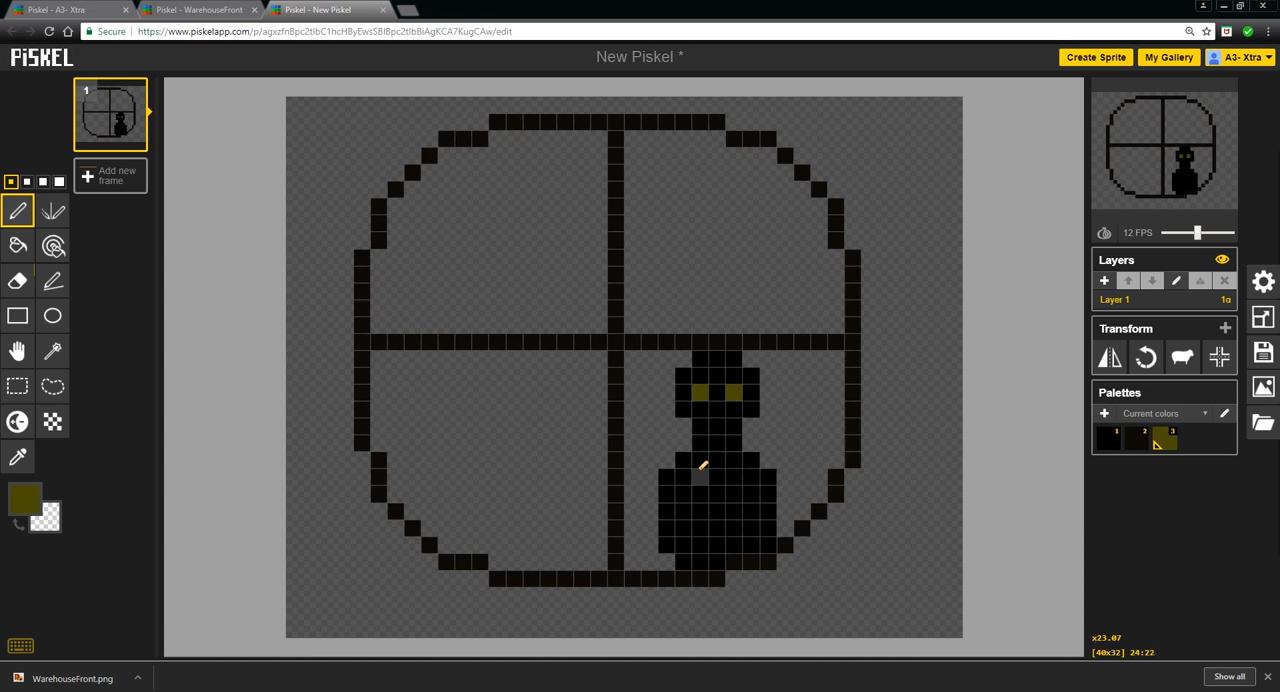 Piskel - A3- Xtra
Piskel - WarehouseFront
Piskel - New Piskel
Secure
https://www.piskelapp.com/p/agxzfnBpc2tlbC1hcHByEwsSBlBpc2tlbBiAgKCA7KugCAw/edit
PiSKEL
New Piskel *
Create Sprite
My Gallery
A3- Xtra
1
Add new
frame
12 FPS
Layers
Layer 1
1α
Transform
Palettes
Current colors
1
2
3
x23.07
[40x32] 24:22
WarehouseFront.png
Show all